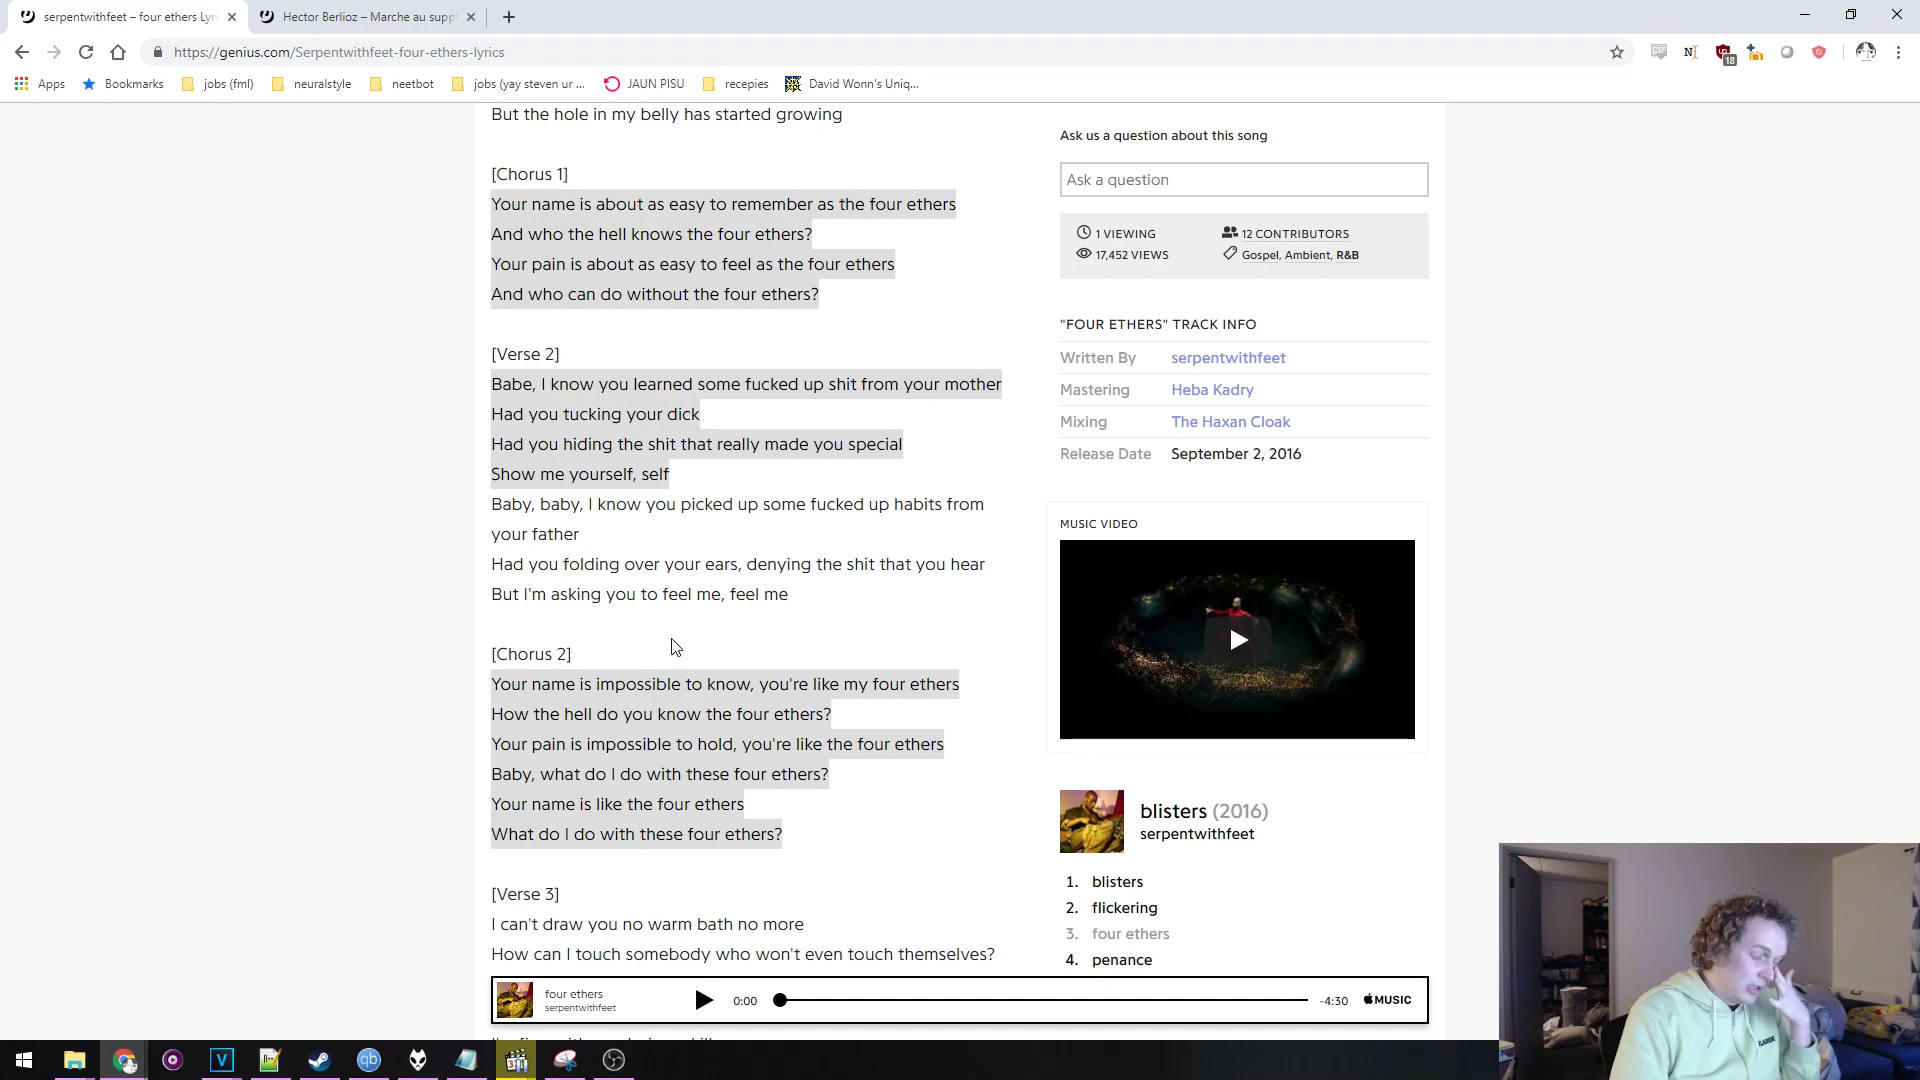 serpentwithfeet – four ethers Lyri
Hector Berlioz – Marche au suppl
https://genius.com/Serpentwithfeet-four-ethers-lyrics
18
Apps
Bookmarks
jobs (fml)
neuralstyle
neetbot
jobs (yay steven ur ...
JAUN PISU
recepies
David Wonn's Uniq...
But the hole in my belly has started growing
[Chorus 1]
Your name is about as easy to remember as the four ethers
And who the hell knows the four ethers?
Your pain is about as easy to feel as the four ethers
And who can do without the four ethers?
[Verse 2]
Babe, I know you learned some fucked up shit from your mother
Had you tucking your dick
Had you hiding the shit that really made you special
Show me yourself, self
Baby, baby, I know you picked up some fucked up habits from
your father
Had you folding over your ears, denying the shit that you hear
But I'm asking you to feel me, feel me
[Chorus 2]
Your name is impossible to know, you're like my four ethers
How the hell do you know the four ethers?
Your pain is impossible to hold, you're like the four ethers
Baby, what do I do with these four ethers?
Your name is like the four ethers
What do I do with these four ethers?
[Verse 3]
I can't draw you no warm bath no more
How can I touch somebody who won't even touch themselves?
Ask us a question about this song
Ask a question
1 VIEWING
12 CONTRIBUTORS
17,452 VIEWS
Gospel, Ambient, R&B
"FOUR ETHERS" TRACK INFO
Written By serpentwithfeet
Mastering Heba Kadry
Mixing The Haxan Cloak
Release Date September 2, 2016
MUSIC VIDEO
blisters (2016)
serpentwithfeet
1. blisters
2. flickering
3. four ethers
4. penance
four ethers
serpentwithfeet
0:00
-4:30
MUSIC